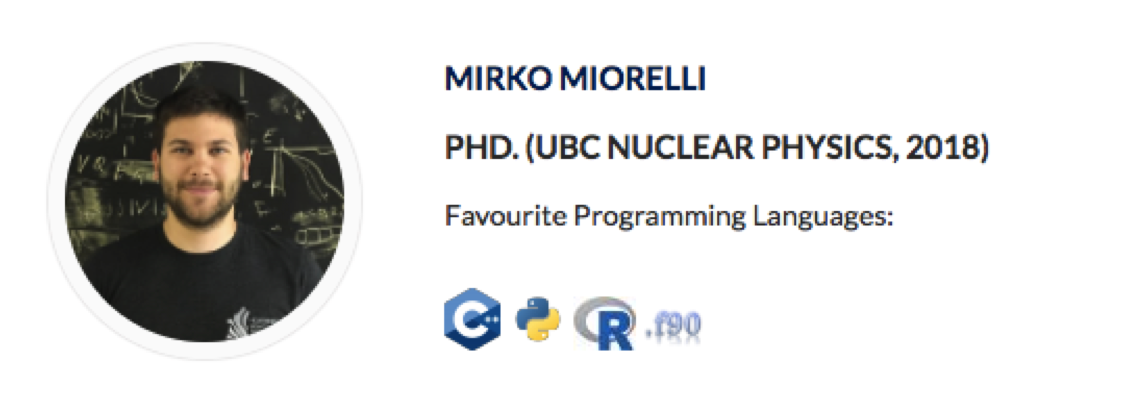 MIRKO MIORELLI
PHD. (UBC NUCLEAR PHYSICS, 2018)
Favourite Programming Languages:
C++ R .f90